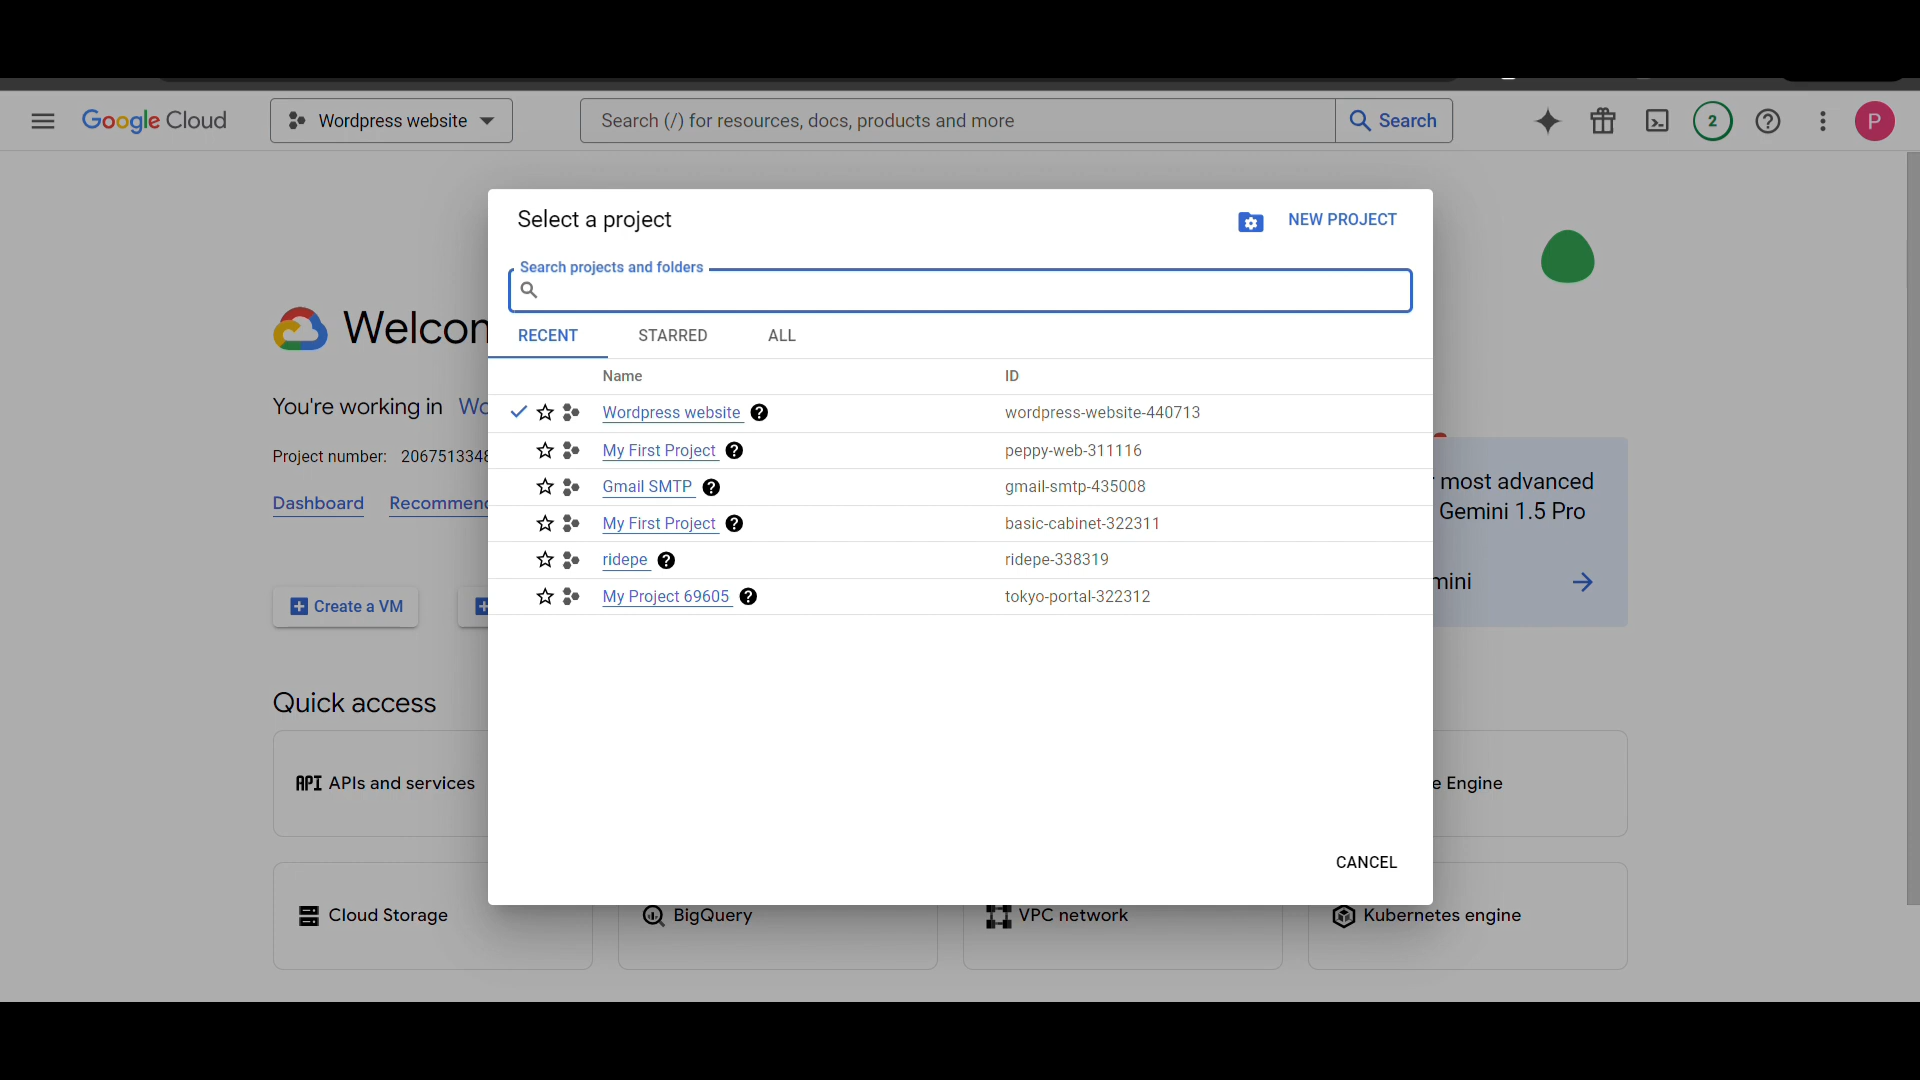 Google Cloud
Wordpress website
Search (/) for resources, docs, products and more
Search
2
P
Select a project
NEW PROJECT
Search projects and folders
RECENT
STARRED
ALL
Name
ID
Wordpress website
wordpress-website-440713
My First Project
peppy-web-311116
Gmail SMTP
gmail-smtp-435008
My First Project
basic-cabinet-322311
ridepe
ridepe-338319
My Project 69605
tokyo-portal-322312
CANCEL
Welcon
You're working in Wo
Project number: 206751334
Dashboard
Recommen
most advanced
Gemini 1.5 Pro
mini
Create a VM
Quick access
API APIs and services
e Engine
Cloud Storage
BigQuery
VPC network
Kubernetes engine